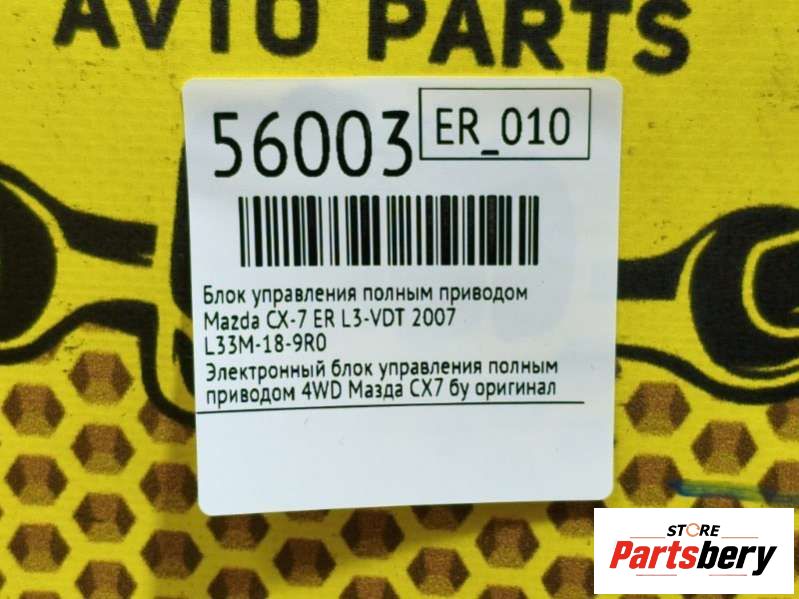 AVTO PARTS
56003
ER_010
Блок управления полным приводом
Mazda CX-7 ER L3-VDT 2007
L33M-18-9R0
Электронный блок управления полным
приводом 4WD Мазда СХ7 бу оригинал
STORE
Partsbery